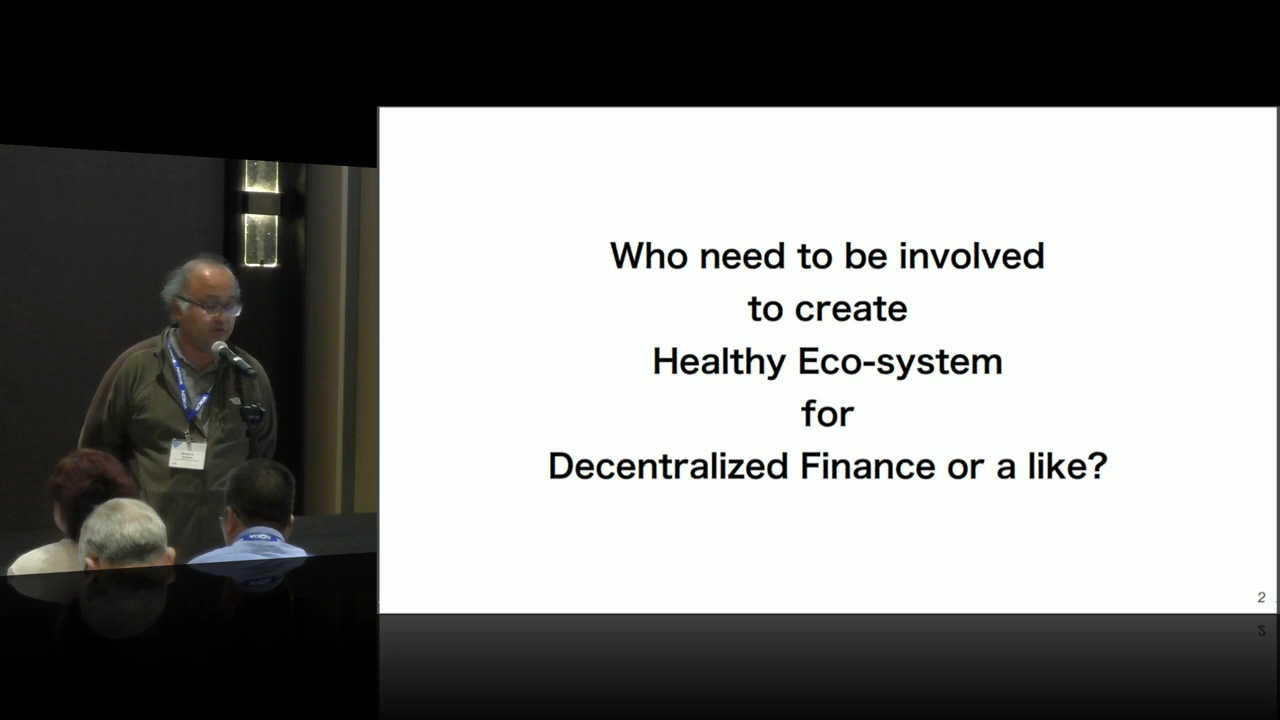 Who need to be involved
to create
Healthy Eco-system
for
Decentralized Finance or a like?
2